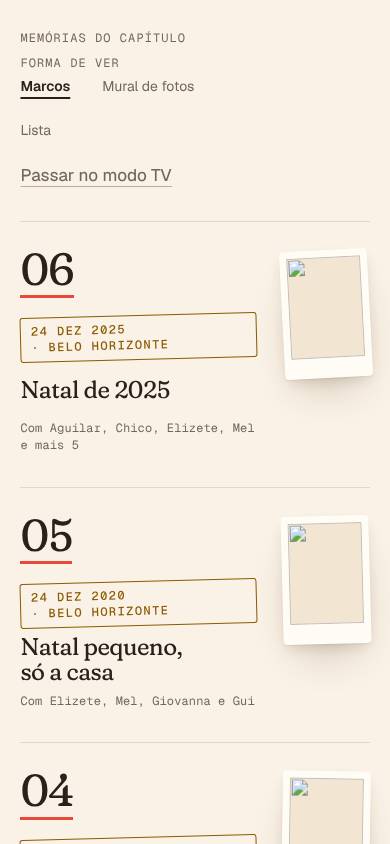 MEMÓRIAS DO CAPÍTULO
FORMA DE VER
Marcos
Mural de fotos
Lista
Passar no modo TV
06
24 DEZ 2025
· BELO HORIZONTE
Natal de 2025
Com Aguilar, Chico, Elizete, Mel
e mais 5
05
24 DEZ 2020
· BELO HORIZONTE
Natal pequeno,
só a casa
Com Elizete, Mel, Giovanna e Gui
04